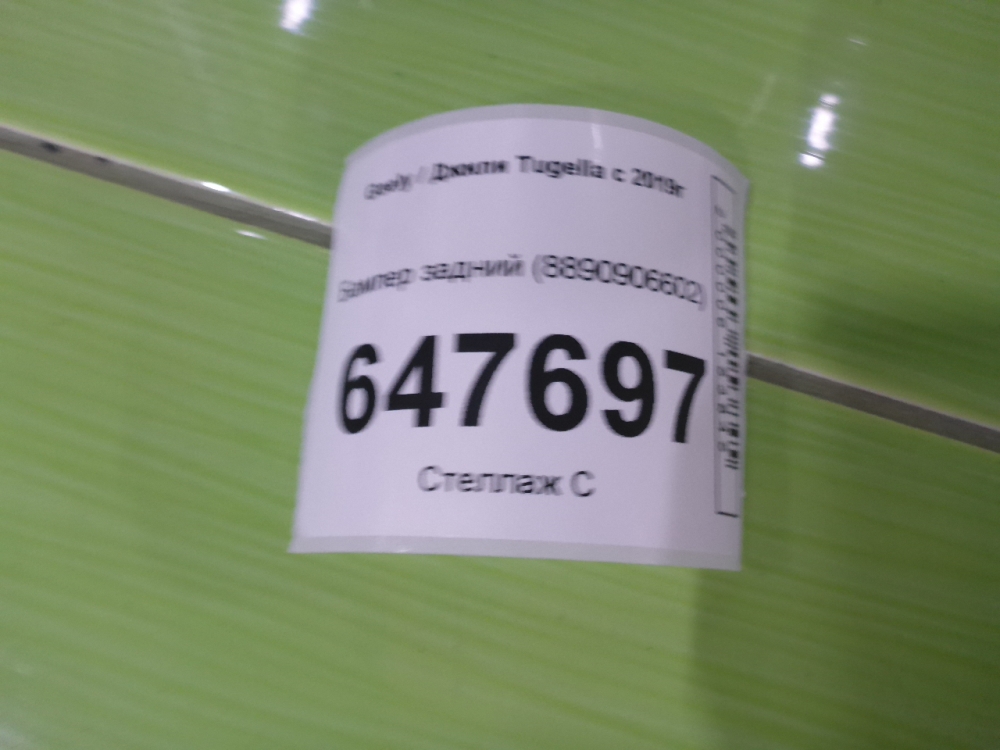 Geely / Джили Tugella с 2019г
Бампер задний (8890906602)
647697
Стеллаж С